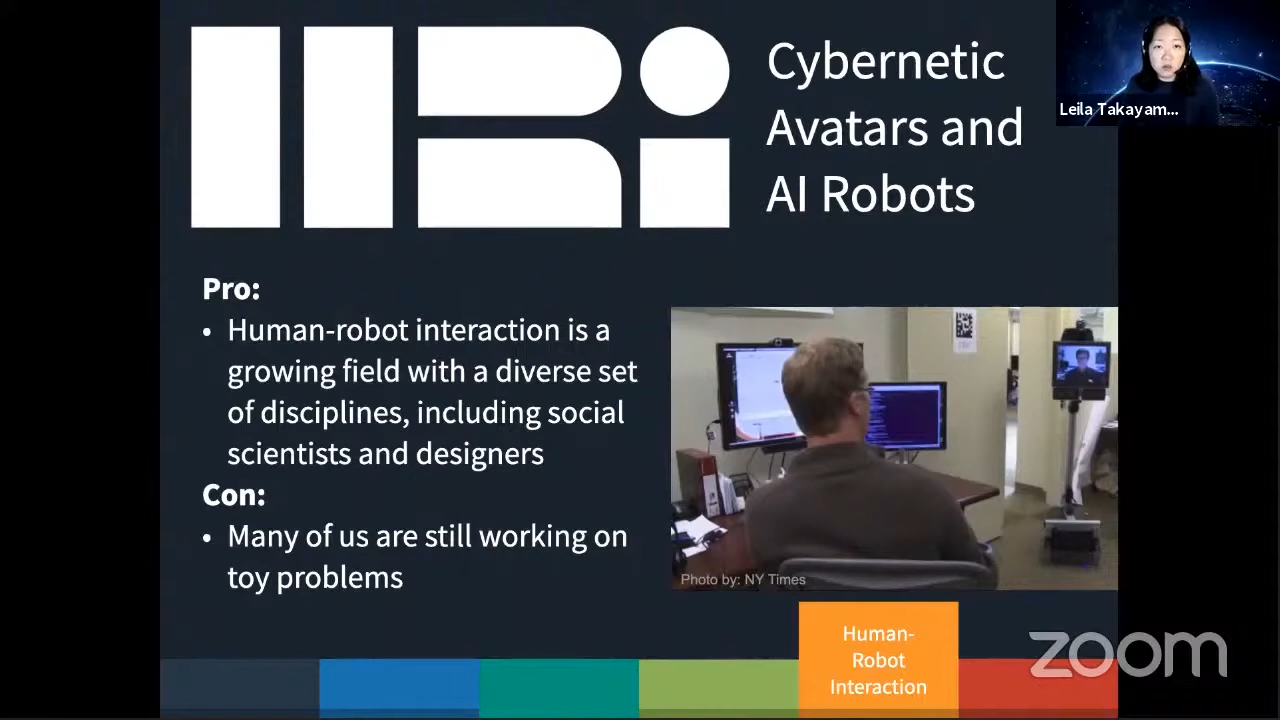 HRi
Cybernetic
Avatars and
AI Robots
Leila Takayam...
Pro:
• Human-robot interaction is a
growing field with a diverse set
of disciplines, including social
scientists and designers
Con:
• Many of us are still working on
toy problems
Photo by: NY Times
Human-
Robot
Interaction
zoom